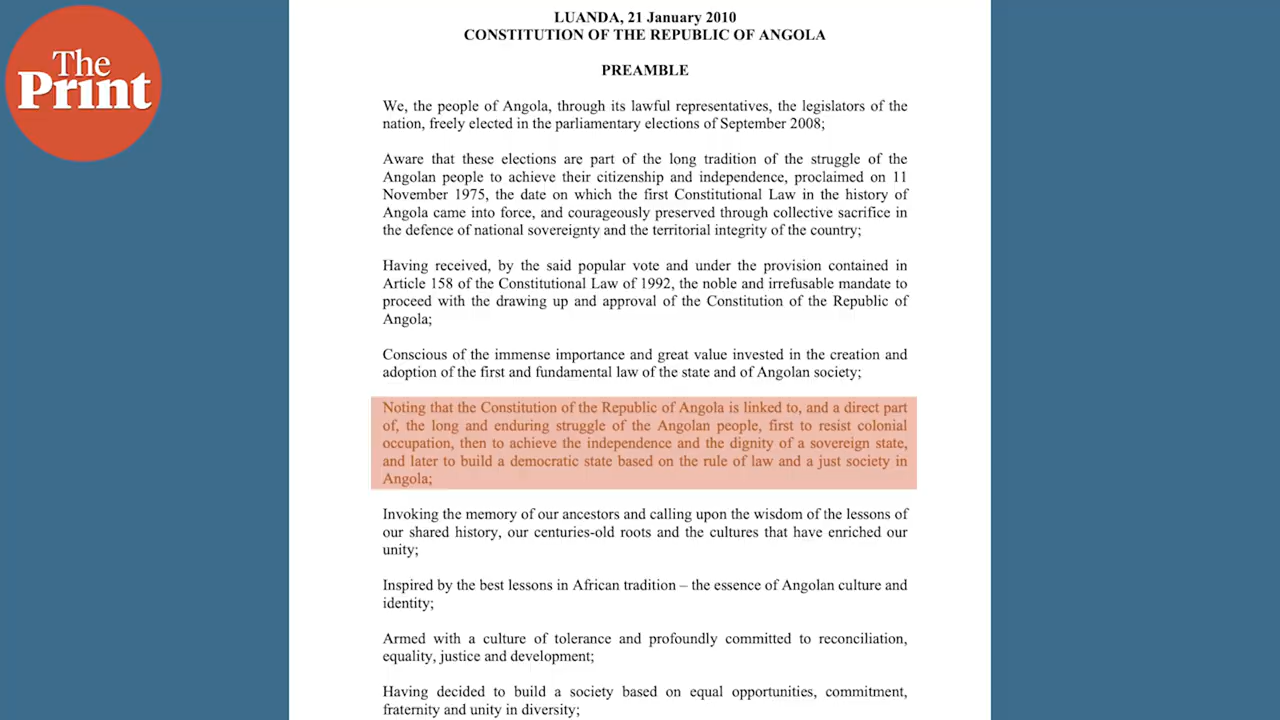 The
Print
LUANDA, 21 January 2010
CONSTITUTION OF THE REPUBLIC OF ANGOLA
PREAMBLE
We, the people of Angola, through its lawful representatives, the legislators of the
nation, freely elected in the parliamentary elections of September 2008;
Aware that these elections are part of the long tradition of the struggle of the
Angolan people to achieve their citizenship and independence, proclaimed on 11
November 1975, the date on which the first Constitutional Law in the history of
Angola came into force, and courageously preserved through collective sacrifice in
the defence of national sovereignty and the territorial integrity of the country;
Having received, by the said popular vote and under the provision contained in
Article 158 of the Constitutional Law of 1992, the noble and irrefusable mandate to
proceed with the drawing up and approval of the Constitution of the Republic of
Angola;
Conscious of the immense importance and great value invested in the creation and
adoption of the first and fundamental law of the state and of Angolan society;
Noting that the Constitution of the Republic of Angola is linked to, and a direct part
of, the long and enduring struggle of the Angolan people, first to resist colonial
occupation, then to achieve the independence and the dignity of a sovereign state,
and later to build a democratic state based on the rule of law and a just society in
Angola;
Invoking the memory of our ancestors and calling upon the wisdom of the lessons of
our shared history, our centuries-old roots and the cultures that have enriched our
unity;
Inspired by the best lessons in African tradition – the essence of Angolan culture and
identity;
Armed with a culture of tolerance and profoundly committed to reconciliation,
equality, justice and development;
Having decided to build a society based on equal opportunities, commitment,
fraternity and unity in diversity;